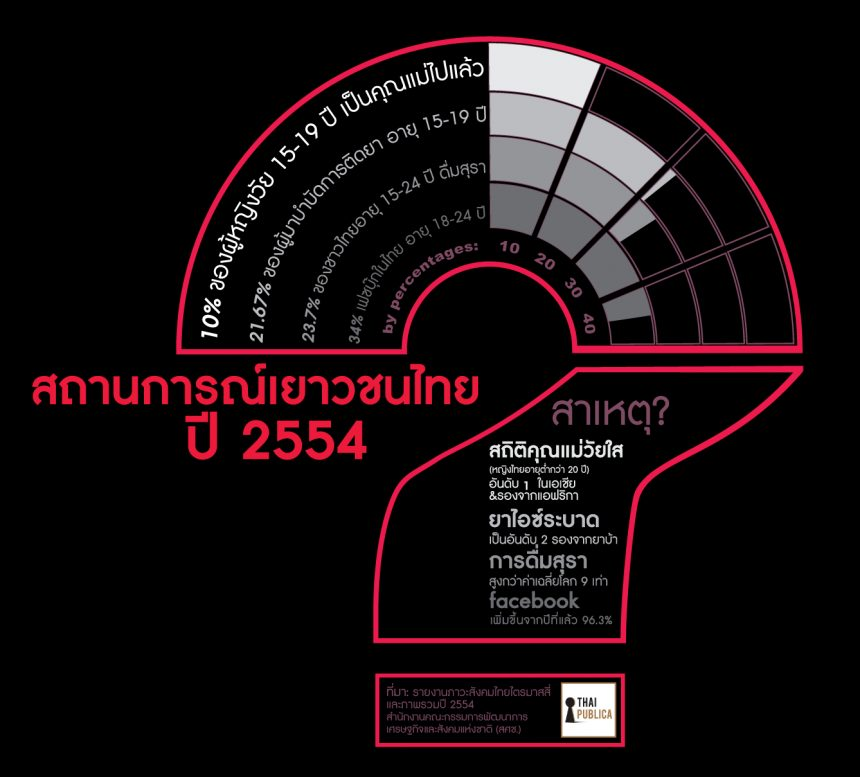 10% ของผู้หญิงวัย 15-19 ปี เป็นคุณแม่ไปแล้ว
21.67% ของผู้มาบำบัดการติดยา อายุ 15-19 ปี
23.7% ของชาวไทยอายุ 15-24 ปี ดื่มสุรา
34% เฟซบุ๊กในไทย อายุ 18-24 ปี
by percentages: 10 20 30 40
สถานการณ์เยาวชนไทย
ปี 2554
สาเหตุ?
สถิติคุณแม่วัยใส
(หญิงไทยอายุต่ำกว่า 20 ปี)
อันดับ 1 ในเอเชีย
&รองจากแอฟริกา
ยาไอซ์ระบาด
เป็นอันดับ 2 รองจากยาบ้า
การดื่มสุรา
สูงกว่าค่าเฉลี่ยโลก 9 เท่า
facebook
เพิ่มขึ้นจากปีที่แล้ว 96.3%
ที่มา: รายงานภาวะสังคมไทยไตรมาสสี่
และภาพรวมปี 2554
สำนักงานคณะกรรมการพัฒนาการ
เศรษฐกิจและสังคมแห่งชาติ (สศช.)
THAI
PUBLICA